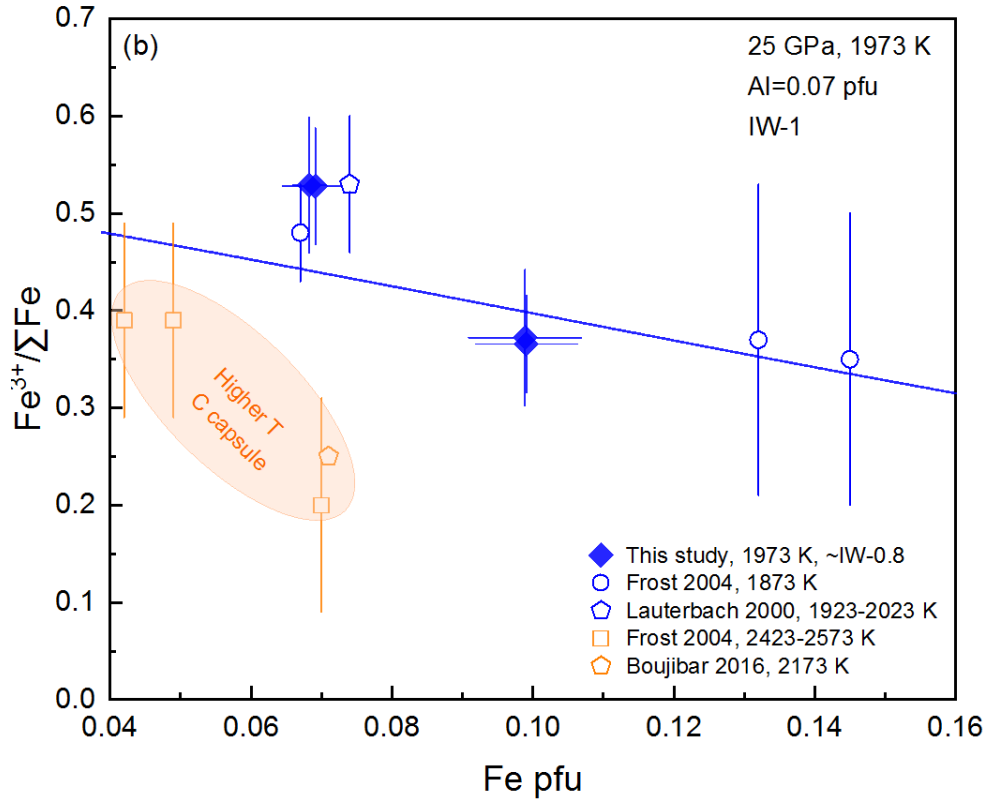 (b)
25 GPa, 1973 K
Al=0.07 pfu
IW-1
0.7
0.6
0.5
0.4
0.3
0.2
0.1
0.0
Fe³⁺/∑Fe
Higher T
C capsule
This study, 1973 K, ~IW-0.8
Frost 2004, 1873 K
Lauterbach 2000, 1923-2023 K
Frost 2004, 2423-2573 K
Boujibar 2016, 2173 K
0.04 0.06 0.08 0.10 0.12 0.14 0.16
Fe pfu